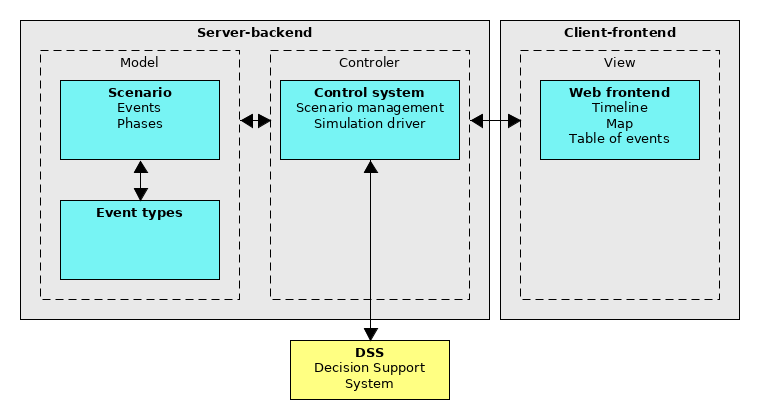 Server-backend
Client-frontend
Model
Controler
View
Scenario
Events
Phases
Control system
Scenario management
Simulation driver
Web frontend
Timeline
Map
Table of events
Event types
DSS
Decision Support
System